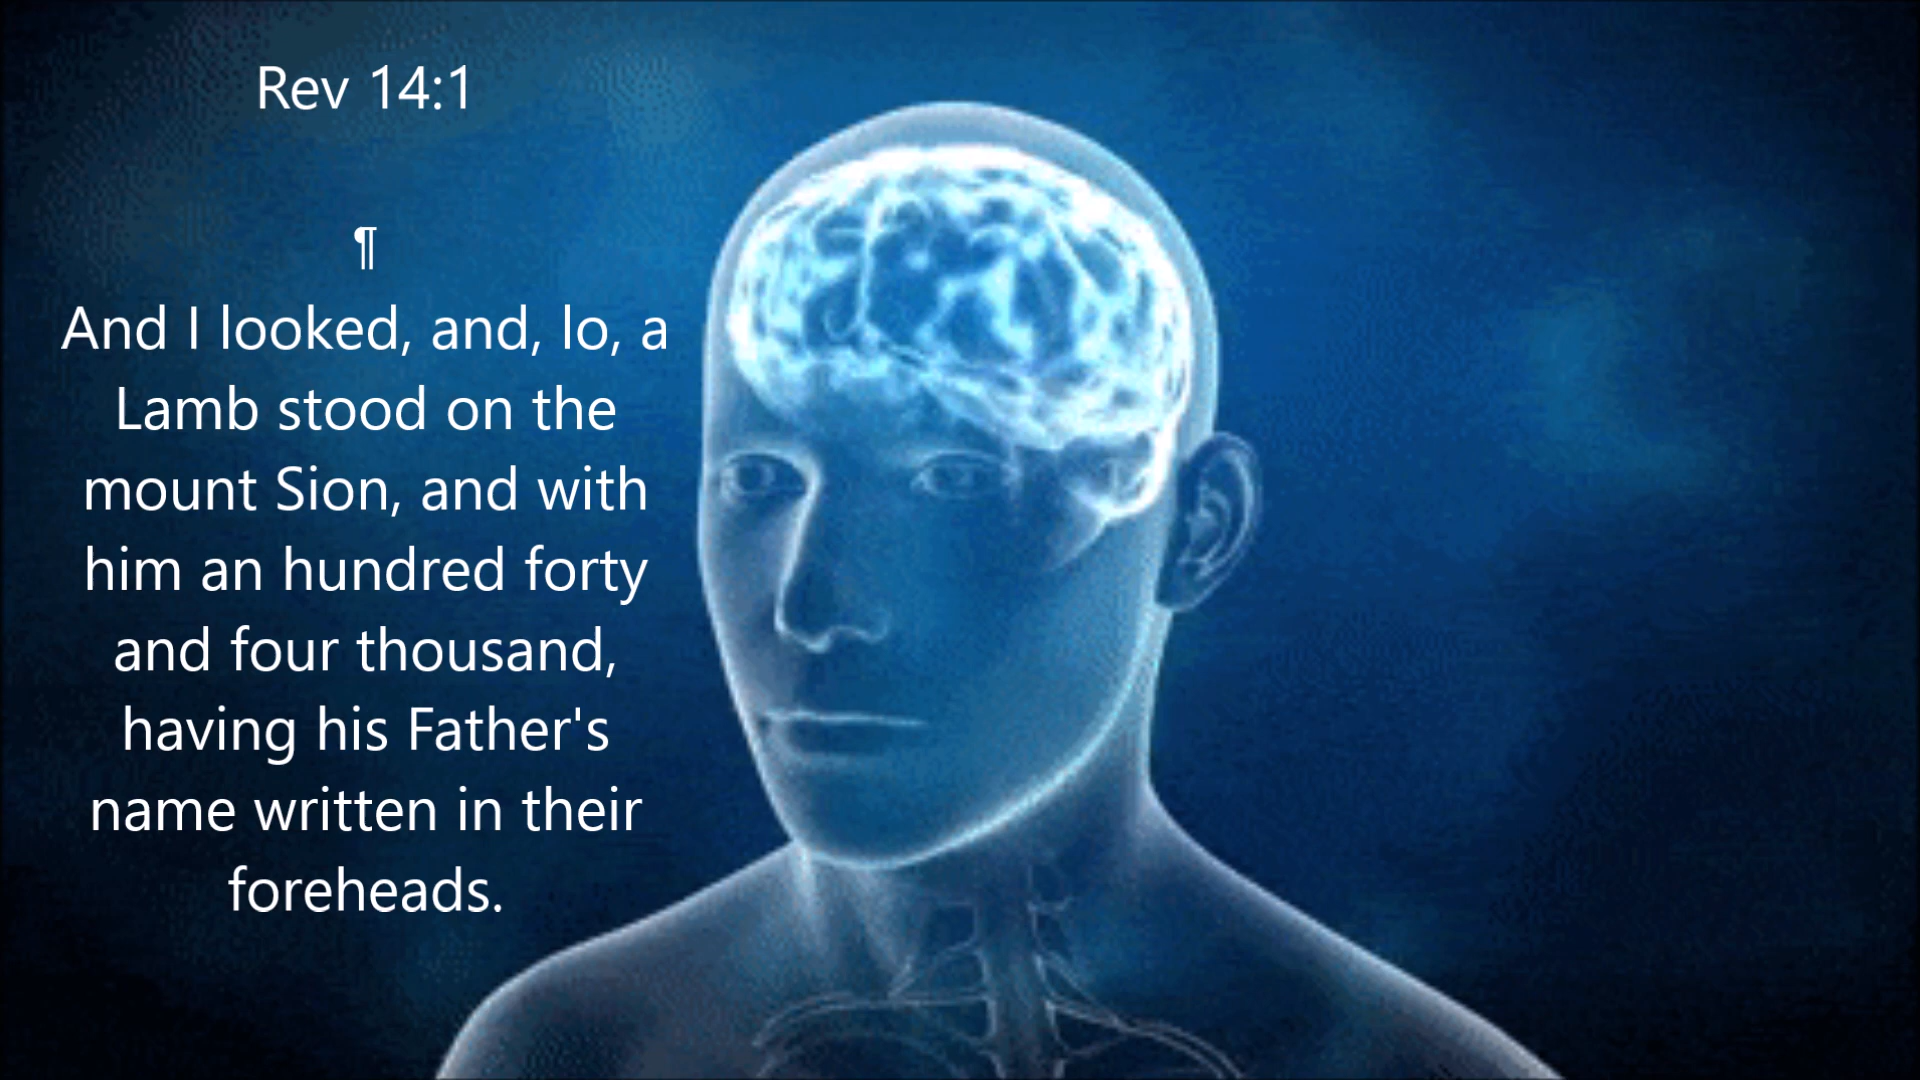 Rev 14:1
¶
And I looked, and, lo, a
Lamb stood on the
mount Sion, and with
him an hundred forty
and four thousand,
having his Father's
name written in their
foreheads.